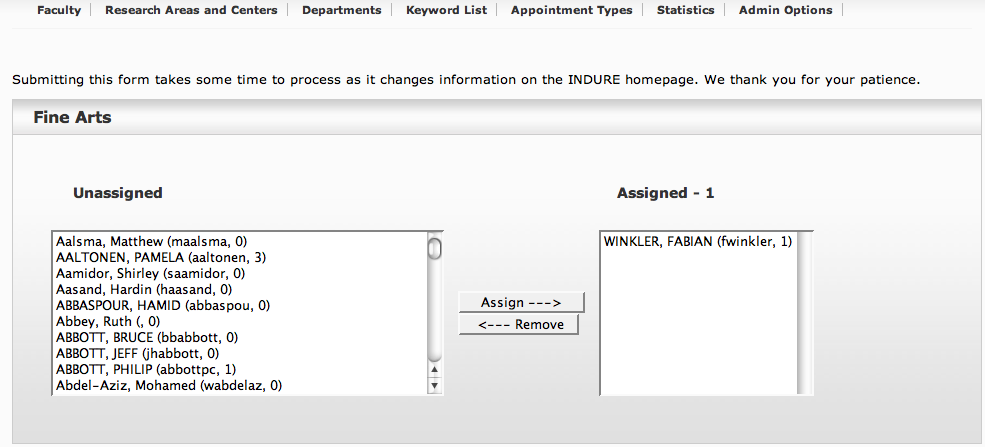 Faculty Research Areas and Centers Departments Keyword List Appointment Types Statistics Admin Options
Submitting this form takes some time to process as it changes information on the INDURE homepage. We thank you for your patience.
Fine Arts
Unassigned
Aalsma, Matthew (maalsma, 0)
AALTONEN, PAMELA (aaltonen, 3)
Aamidor, Shirley (saamidor, 0)
Aasand, Hardin (haasand, 0)
ABBASPOUR, HAMID (abbaspou, 0)
Abbey, Ruth (, 0)
ABBOTT, BRUCE (bbabbott, 0)
ABBOTT, JEFF (jhabbott, 0)
ABBOTT, PHILIP (abbottpc, 1)
Abdel-Aziz, Mohamed (wabdelaz, 0)
Assign --->
<--- Remove
Assigned - 1
WINKLER, FABIAN (fwinkler, 1)